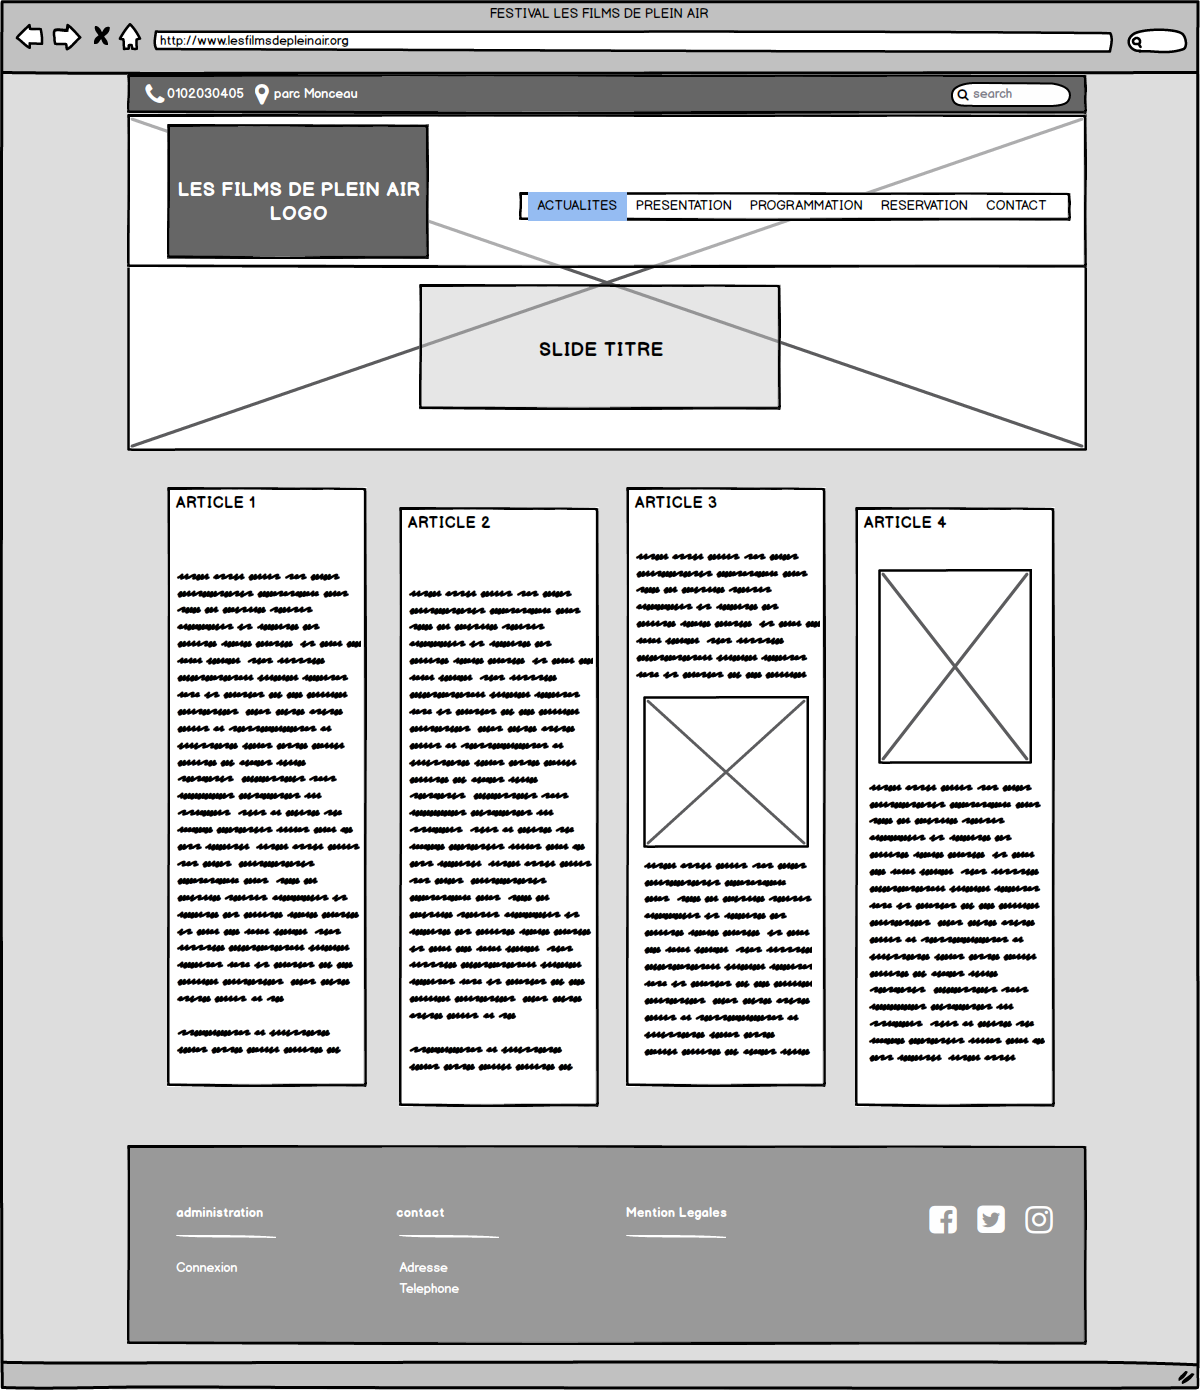 FESTIVAL LES FILMS DE PLEIN AIR
http://www.lesfilmsdepleinair.org
0102030405 parc Monceau search
LES FILMS DE PLEIN AIR
LOGO
ACTUALITES PRESENTATION PROGRAMMATION RESERVATION CONTACT
SLIDE TITRE
ARTICLE 1
ARTICLE 2
ARTICLE 3
ARTICLE 4
administration
Connexion
contact
Adresse
Telephone
Mention Legales